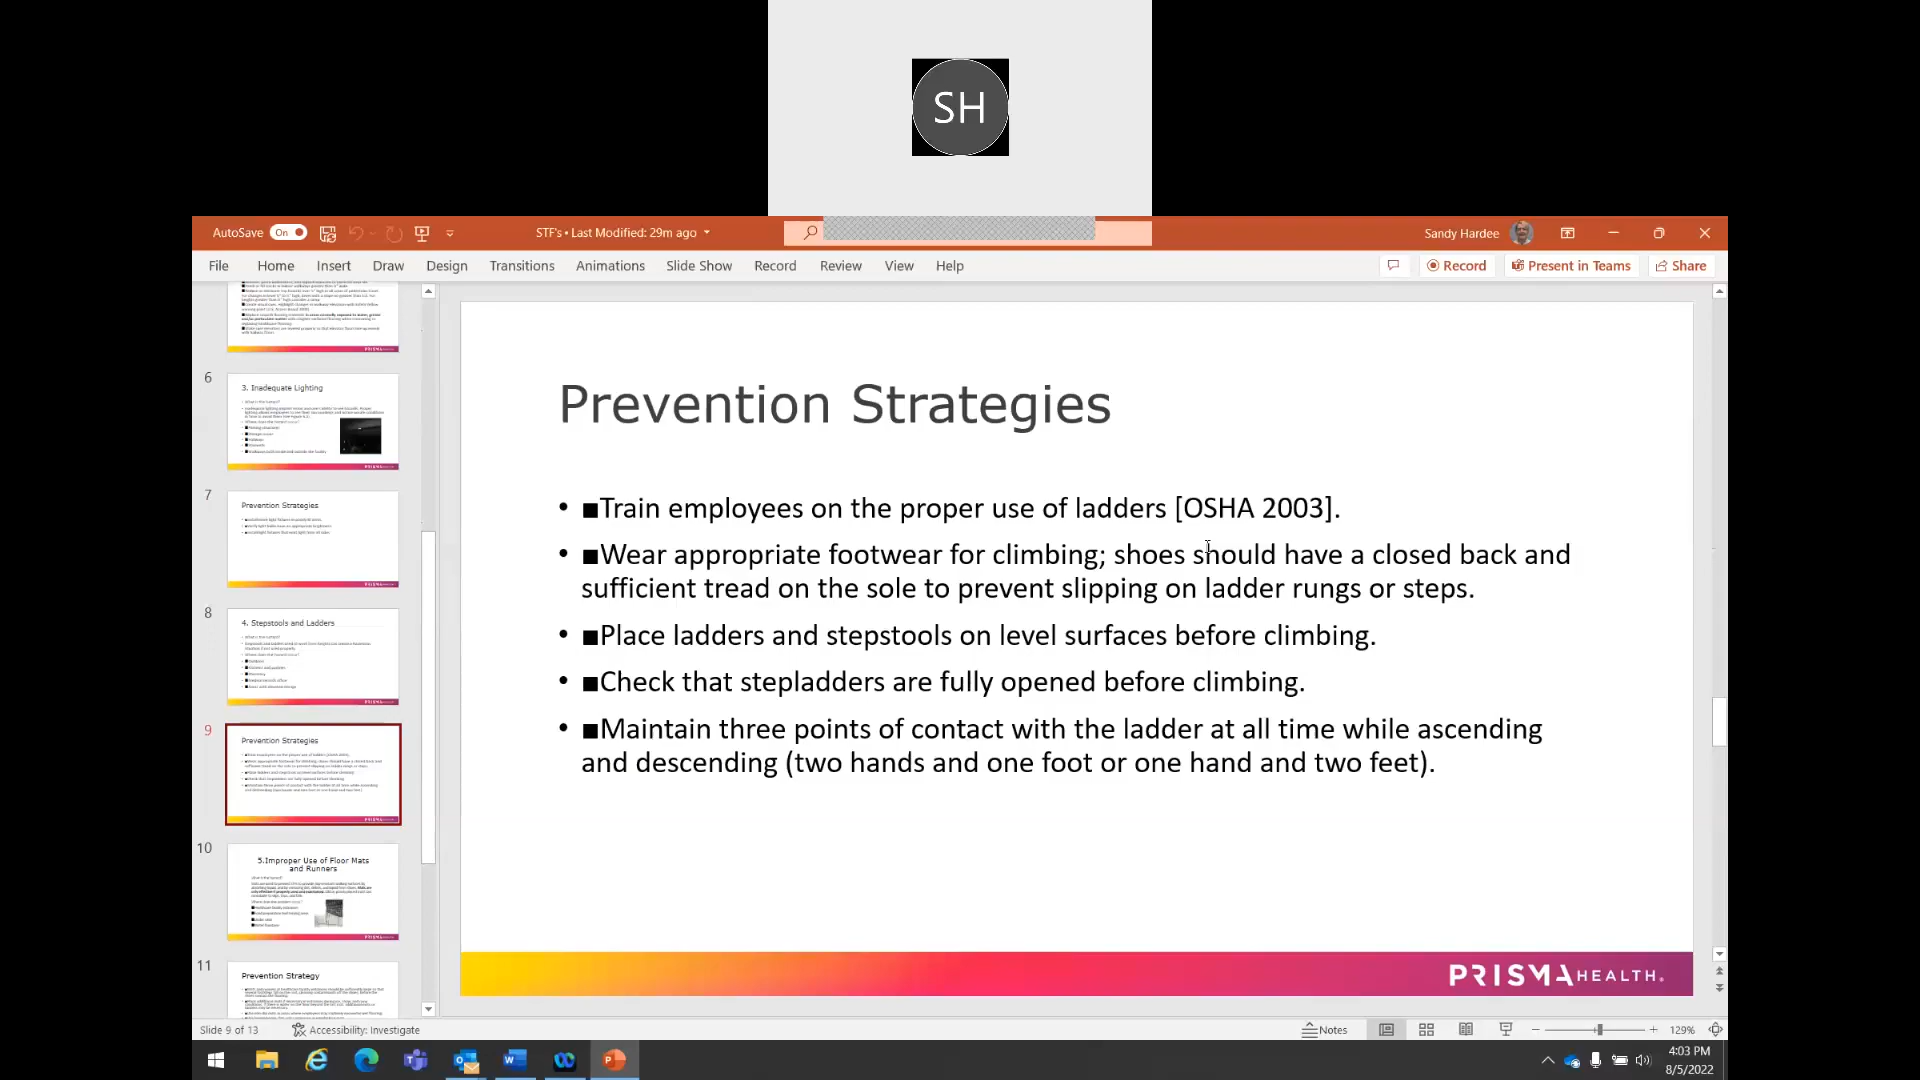 SH
AutoSave On
STF's • Last Modified: 29m ago
Sandy Hardee
File Home Insert Draw Design Transitions Animations Slide Show Record Review View Help
Record Present in Teams Share
6
3. Inadequate Lighting
7
Prevention Strategies
8
4. Stepstools and Ladders
9
Prevention Strategies
10
5.Improper Use of Floor Mats
and Runners
11
Prevention Strategy
Prevention Strategies
• ■Train employees on the proper use of ladders [OSHA 2003].
• ■Wear appropriate footwear for climbing; shoes should have a closed back and
sufficient tread on the sole to prevent slipping on ladder rungs or steps.
• ■Place ladders and stepstools on level surfaces before climbing.
• ■Check that stepladders are fully opened before climbing.
• ■Maintain three points of contact with the ladder at all time while ascending
and descending (two hands and one foot or one hand and two feet).
PRISMA HEALTH.
Slide 9 of 13 Accessibility: Investigate
Notes
129%
4:03 PM
8/5/2022